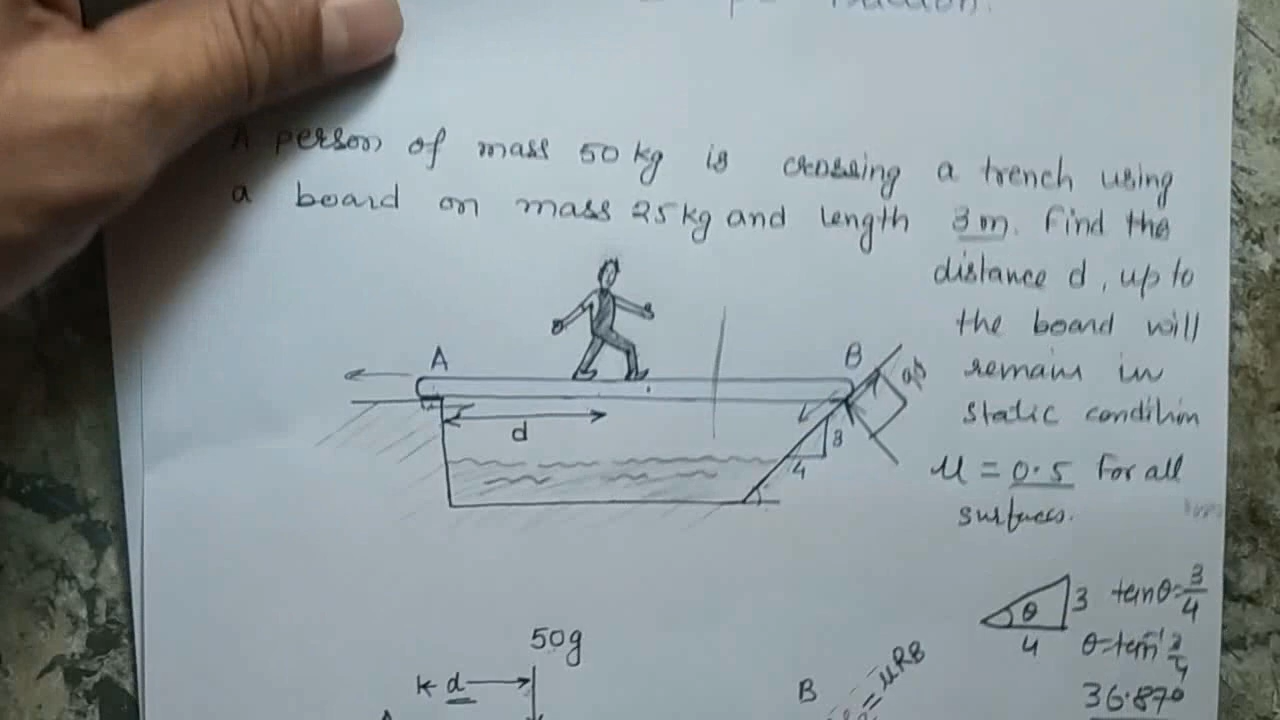 A person of mass 50 kg is crossing a trench using
a board on mass 25 kg and length 3 m. Find the
distance d, up to
the board will
remain in
static condition
μ = 0.5 for all
surfaces.
A
B
d
3
4
θ
3
4
tanθ = 3/4
θ = tan⁻¹ 3/4
36.87°
50g
d
B
μRB
A